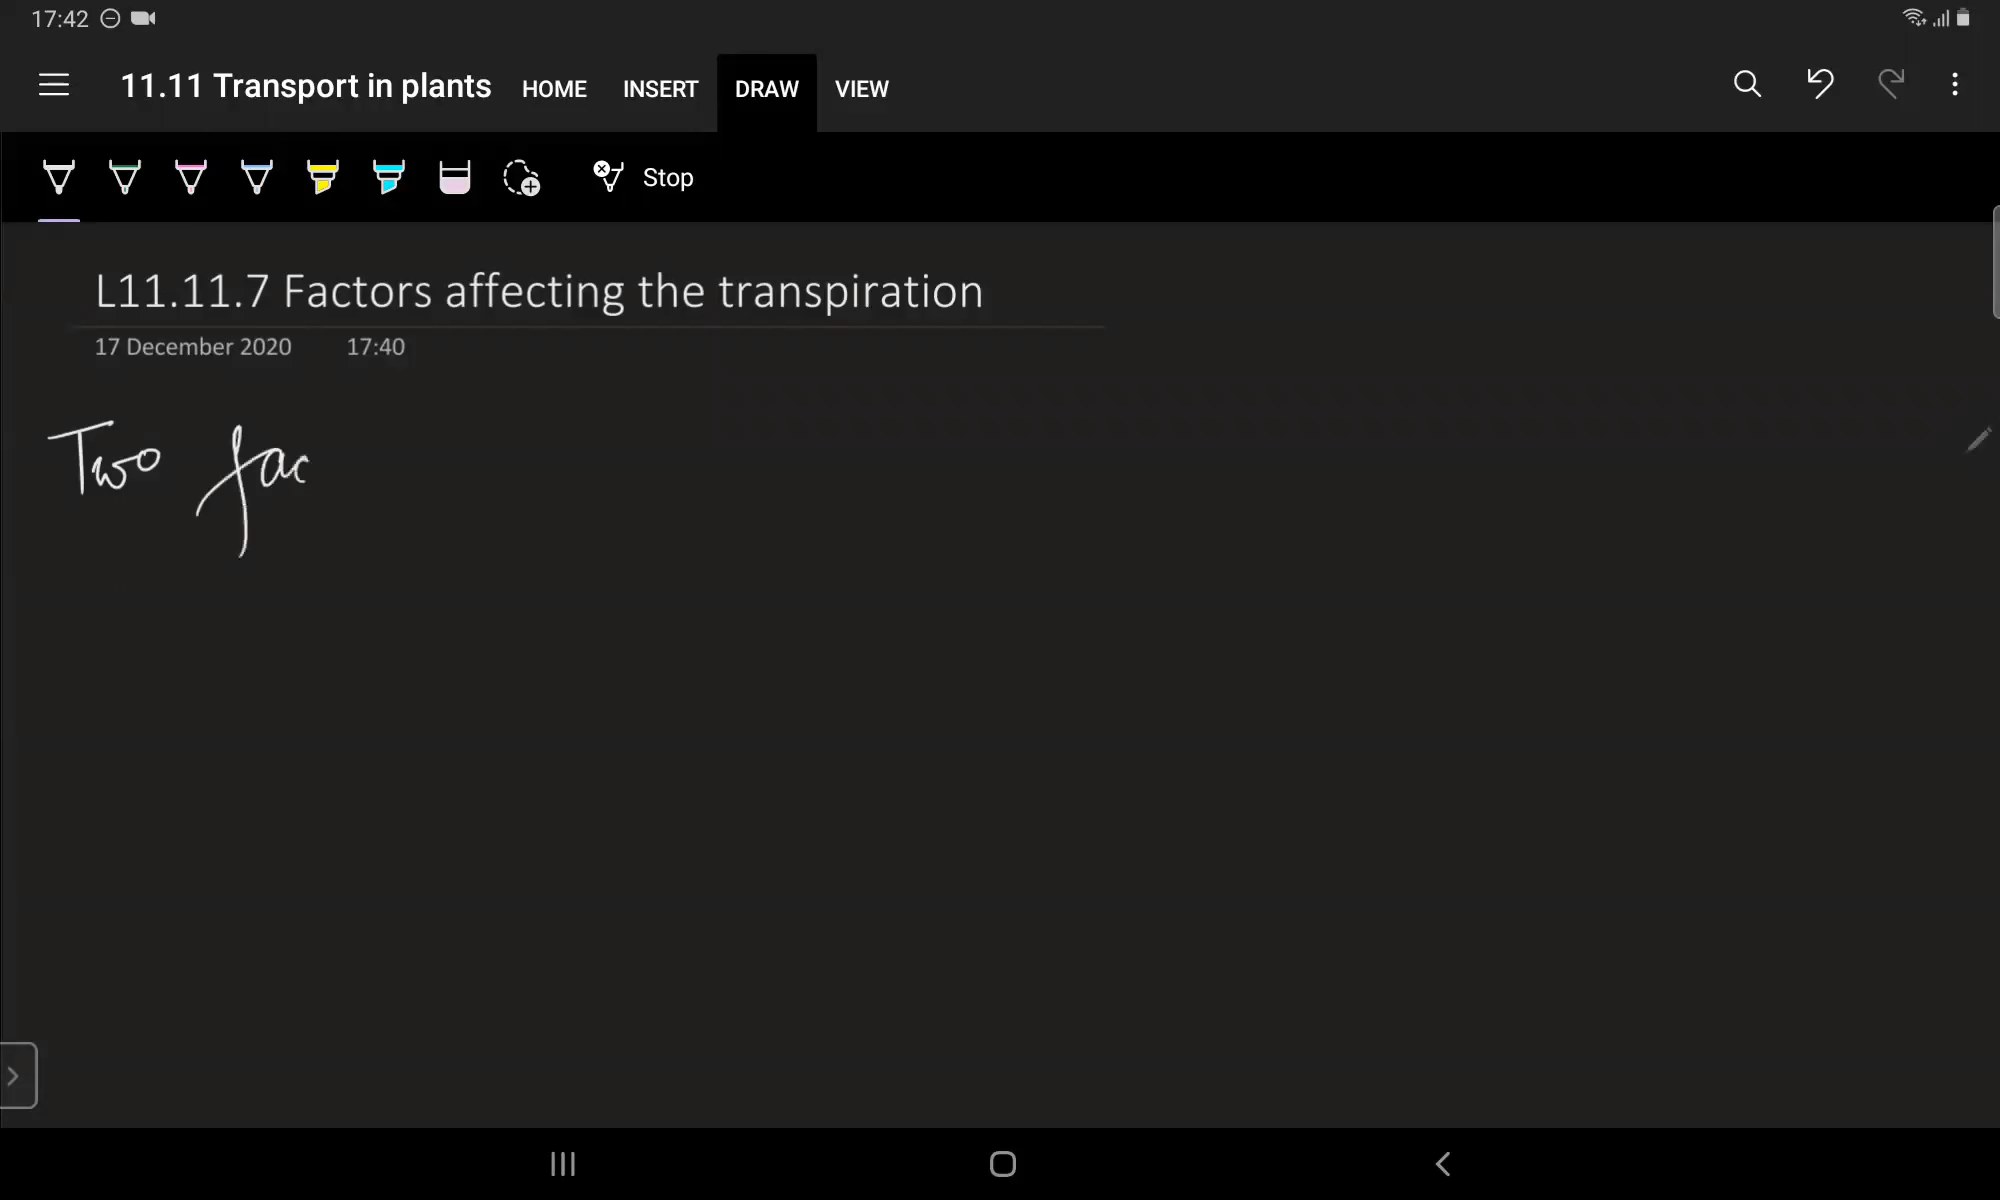 17:42
11.11 Transport in plants HOME INSERT DRAW VIEW
Stop
L11.11.7 Factors affecting the transpiration
17 December 2020 17:40
Two fac